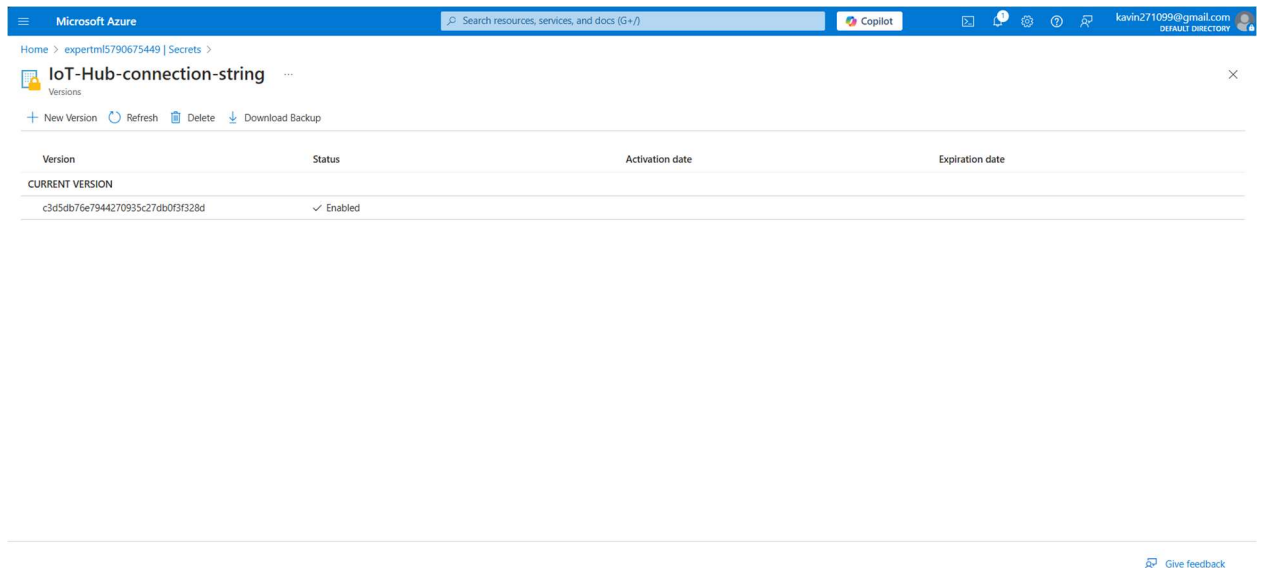 Microsoft Azure
Search resources, services, and docs (G+/)
Copilot
1
kavin271099@gmail.com
DEFAULT DIRECTORY
Home > expertml5790675449 | Secrets >
IoT-Hub-connection-string ...
Versions
New Version Refresh Delete Download Backup
Version Status Activation date Expiration date
CURRENT VERSION
c3d5db76e7944270935c27db0f3f328d Enabled
Give feedback